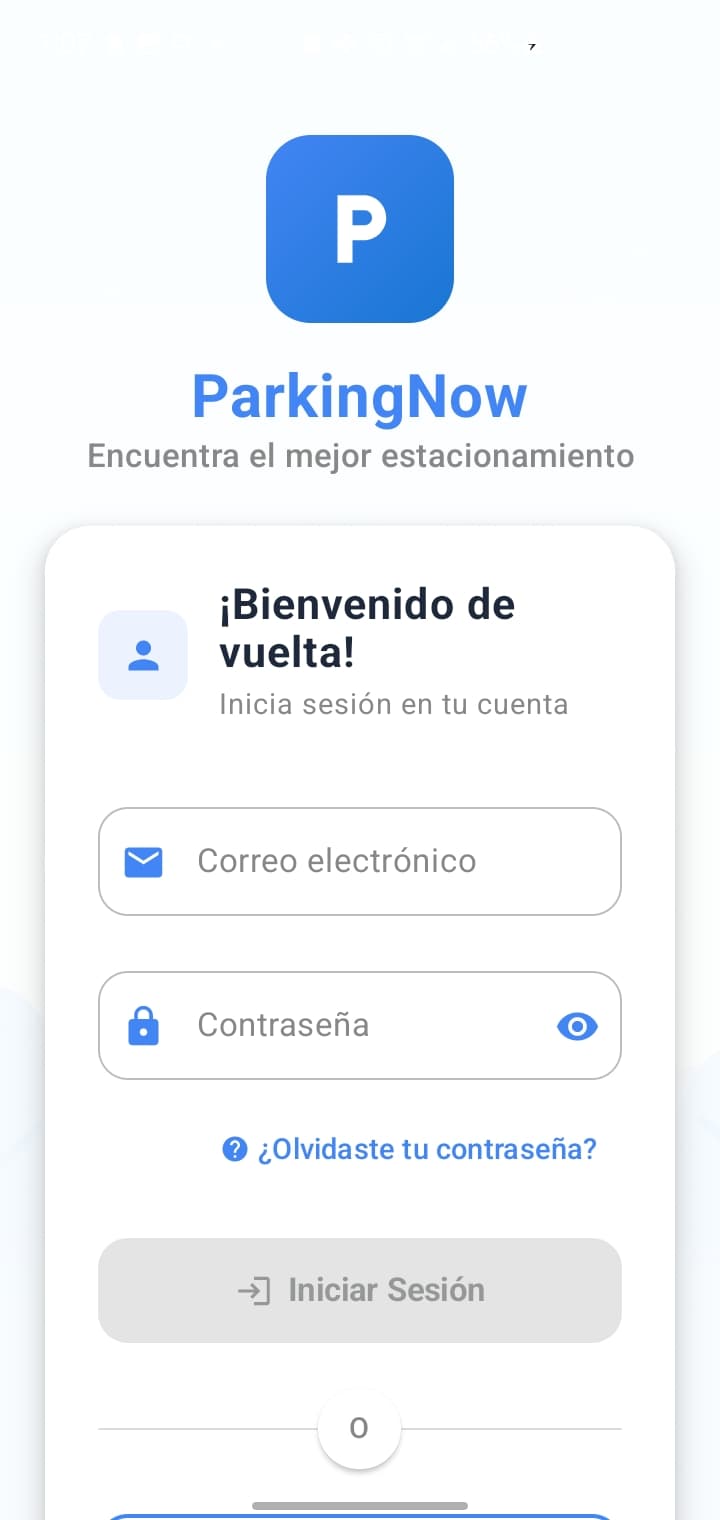 P
ParkingNow
Encuentra el mejor estacionamiento
¡Bienvenido de
vuelta!
Inicia sesión en tu cuenta
Correo electrónico
Contraseña
¿Olvidaste tu contraseña?
Iniciar Sesión
O